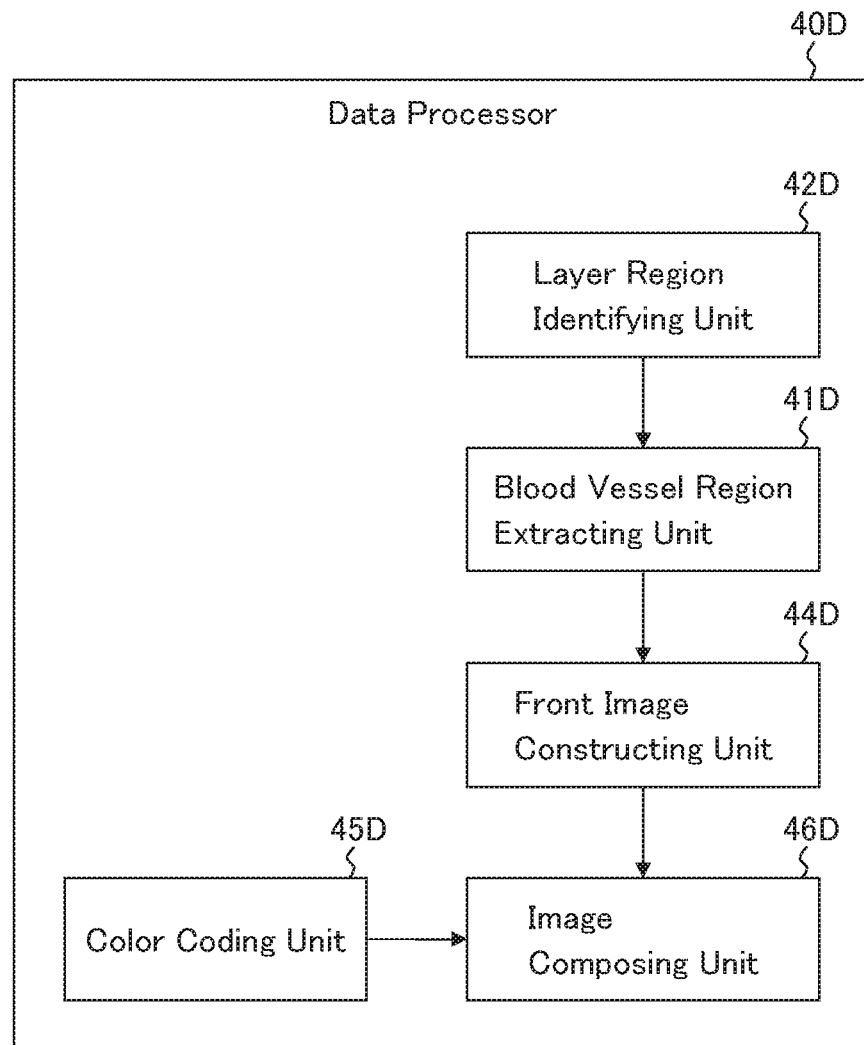 40D
Data Processor
42D
Layer Region
Identifying Unit
41D
Blood Vessel Region
Extracting Unit
44D
Front Image
Constructing Unit
45D
Color Coding Unit
46D
Image
Composing Unit